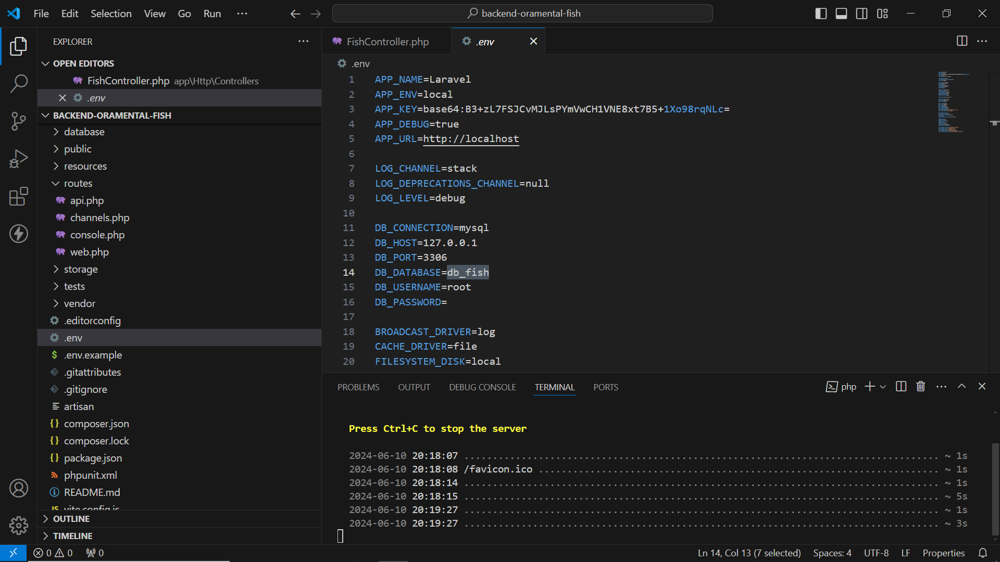 File Edit Selection View Go Run ···
backend-oramental-fish
EXPLORER
OPEN EDITORS
FishController.php app\Http\Controllers
.env
BACKEND-ORAMENTAL-FISH
database
public
resources
routes
api.php
channels.php
console.php
web.php
storage
tests
vendor
.editorconfig
.env
.env.example
.gitattributes
.gitignore
artisan
composer.json
composer.lock
package.json
phpunit.xml
README.md
vite.config.js
OUTLINE
TIMELINE
FishController.php
.env
.env
1 APP_NAME=Laravel
2 APP_ENV=local
3 APP_KEY=base64:B3+zL7FSJCvMJLsPYmVwCH1VNE8xt7B5+1Xo98rqNLc=
4 APP_DEBUG=true
5 APP_URL=http://localhost
6
7 LOG_CHANNEL=stack
8 LOG_DEPRECATIONS_CHANNEL=null
9 LOG_LEVEL=debug
10
11 DB_CONNECTION=mysql
12 DB_HOST=127.0.0.1
13 DB_PORT=3306
14 DB_DATABASE=db_fish
15 DB_USERNAME=root
16 DB_PASSWORD=
17
18 BROADCAST_DRIVER=log
19 CACHE_DRIVER=file
20 FILESYSTEM_DISK=local
PROBLEMS OUTPUT DEBUG CONSOLE TERMINAL PORTS
php
Press Ctrl+C to stop the server
2024-06-10 20:18:07 ................................................................................... ~ 1s
2024-06-10 20:18:08 /favicon.ico ...................................................................... ~ 1s
2024-06-10 20:18:14 ................................................................................... ~ 1s
2024-06-10 20:18:15 ................................................................................... ~ 5s
2024-06-10 20:19:27 ................................................................................... ~ 1s
2024-06-10 20:19:27 ................................................................................... ~ 3s
0 0 0
Ln 14, Col 13 (7 selected) Spaces: 4 UTF-8 LF Properties